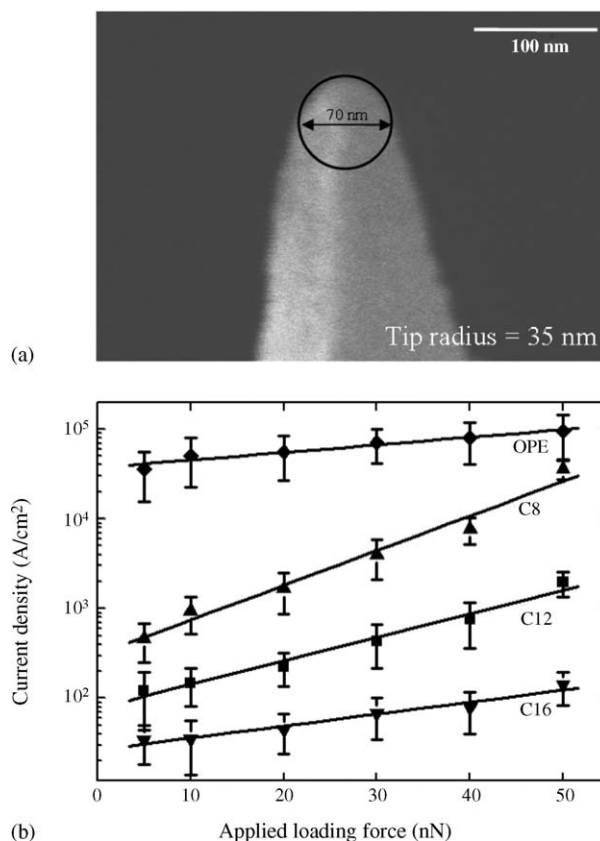 100 nm
70 nm
Tip radius = 35 nm
(a)
10⁵
OPE
C8
10⁴
10³
C12
10²
C16
Current density (A/cm²)
0 10 20 30 40 50
(b)
Applied loading force (nN)